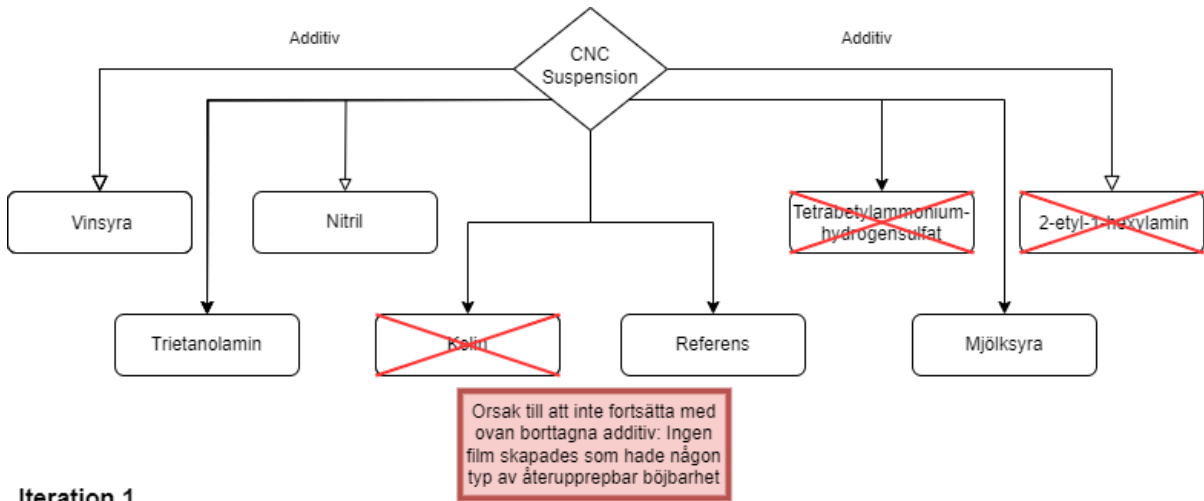 Additiv
Additiv
CNC
Suspension
Vinsyra
Nitril
Tetrabetylammonium-
hydrogensulfat
2-etyl-1-hexylamin
Trietanolamin
Kolin
Referens
Mjölksyra
Orsak till att inte fortsätta med
ovan borttagna additiv: Ingen
film skapades som hade någon
typ av återupprepbar böjbarhet
Iteration 1